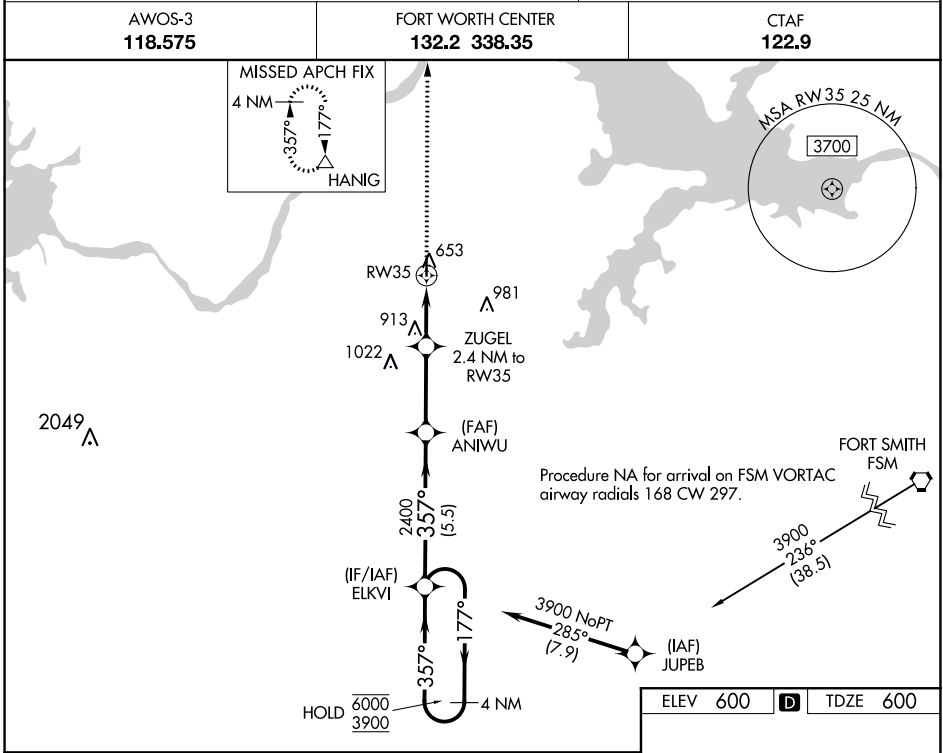 AWOS-3
118.575
FORT WORTH CENTER
132.2 338.35
CTAF
122.9
MISSED APCH FIX
4 NM
357°
177°
HANIG
MSA RW35 25 NM
3700
653
RW35
981
913
ZUGEL
2.4 NM to
RW35
1022
2049
(FAF)
ANIWU
FORT SMITH
FSM
Procedure NA for arrival on FSM VORTAC
airway radials 168 CW 297.
2400
357°
(5.5)
3900
236°
(38.5)
(IF/IAF)
ELKVI
3900 NoPT
285°
(7.9)
(IAF)
JUPEB
357°
177°
HOLD
6000
3900
4 NM
ELEV 600
D
TDZE 600